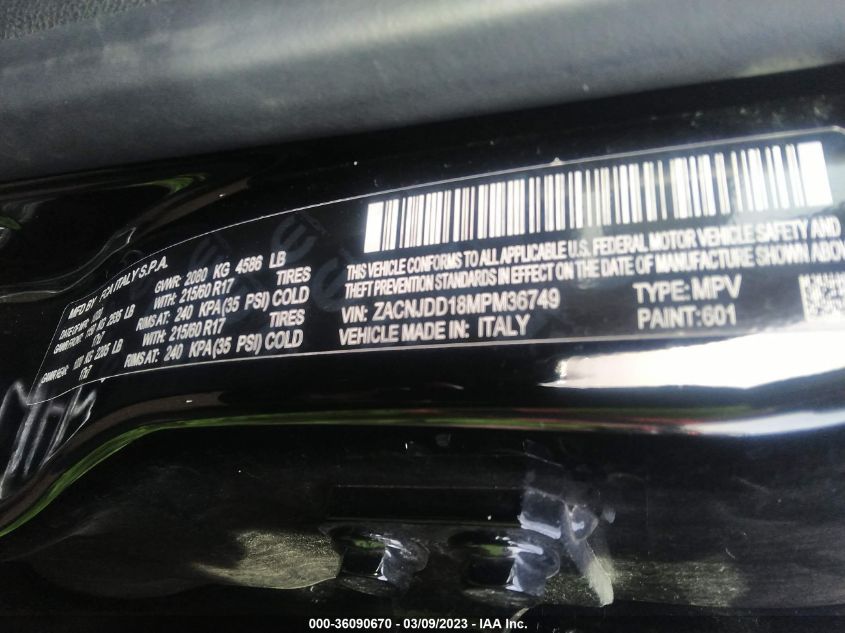 MFD BY FCA ITALY S.P.A.
GVWR: 2080 KG 4586 LB
WITH: 215/60 R17 TIRES
RIMS AT: 240 KPA(35 PSI) COLD
WITH: 215/60 R17 TIRES
RIMS AT: 240 KPA(35 PSI) COLD
THIS VEHICLE CONFORMS TO ALL APPLICABLE U.S. FEDERAL MOTOR VEHICLE SAFETY AND
THEFT PREVENTION STANDARDS IN EFFECT ON THE DATE OF MANUFACTURE SHOWN ABOVE
VIN: ZACNJDD18MPM36749 TYPE: MPV
VEHICLE MADE IN: ITALY PAINT: 601
000-36090670 - 03/09/2023 - IAA Inc.